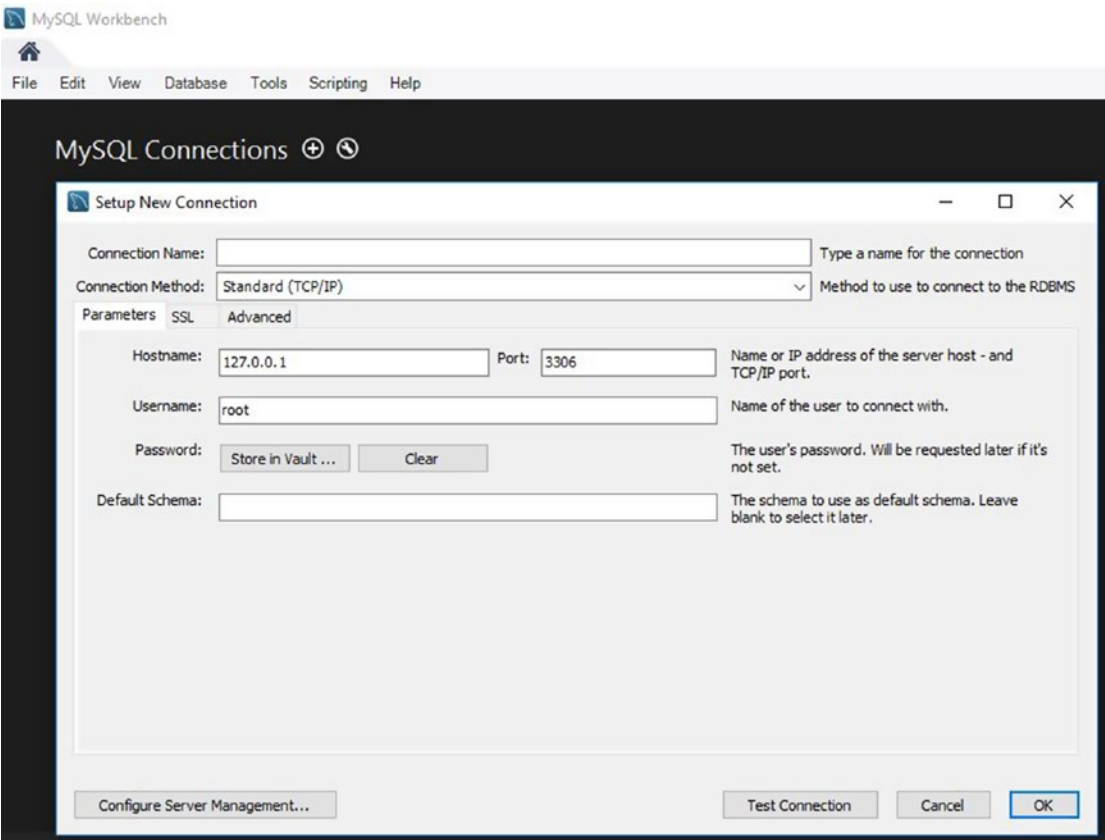 MySQL Workbench
File Edit View Database Tools Scripting Help
MySQL Connections
Setup New Connection
Connection Name: Type a name for the connection
Connection Method: Standard (TCP/IP) Method to use to connect to the RDBMS
Parameters SSL Advanced
Hostname: 127.0.0.1 Port: 3306 Name or IP address of the server host - and
TCP/IP port.
Username: root Name of the user to connect with.
Password: Store in Vault ... Clear The user's password. Will be requested later if it's
not set.
Default Schema: The schema to use as default schema. Leave
blank to select it later.
Configure Server Management... Test Connection Cancel OK